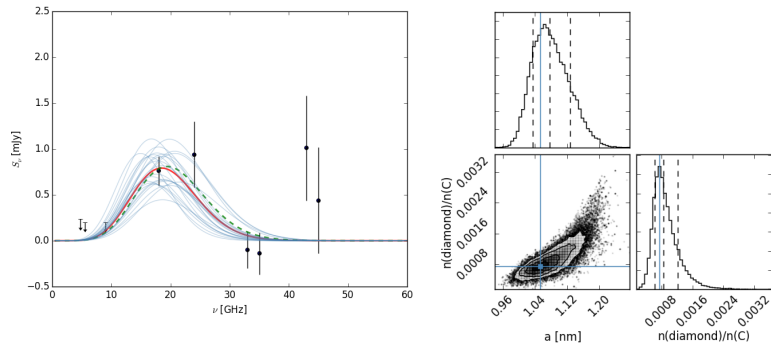 2.5
2.0
1.5
1.0
0.5
0.0
−0.5
Sν [mJy]
0 10 20 30 40 50 60
ν [GHz]
0.0032
0.0024
0.0016
0.0008
n(diamond)/n(C)
0.96 1.04 1.12 1.20
a [nm]
0.0008 0.0016 0.0024 0.0032
n(diamond)/n(C)